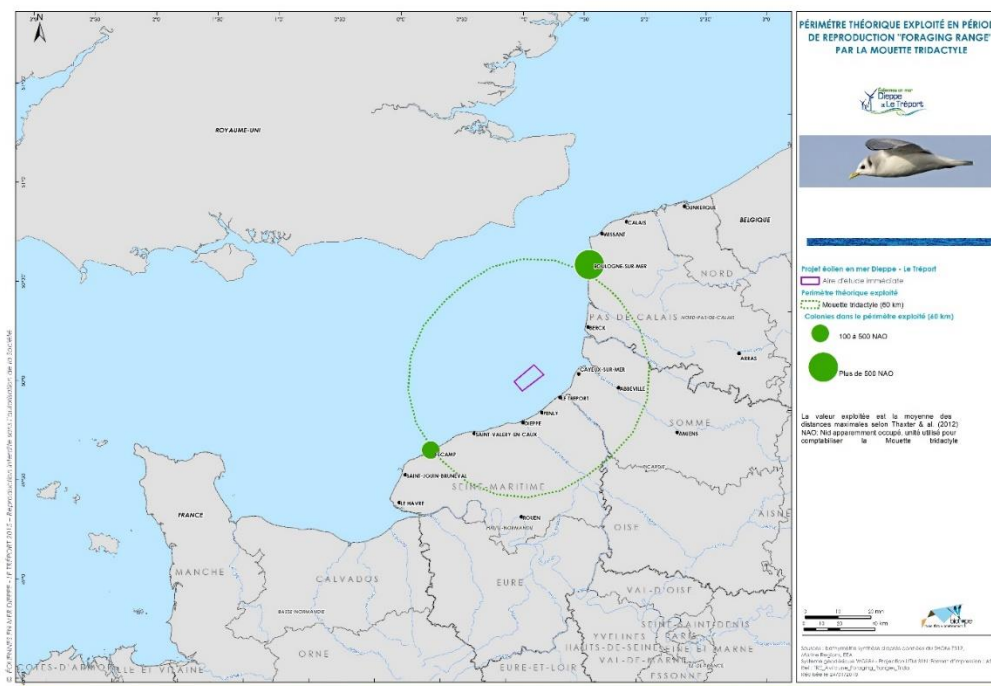 PÉRIMÈTRE THÉORIQUE EXPLOITÉ EN PÉRIO
DE REPRODUCTION "FORAGING RANGE"
PAR LA MOUETTE TRIDACTYLE
Éoliennes en mer
Dieppe
Le Tréport
Projet éolien en mer Dieppe - Le Tréport
Aire d'étude immédiate
Périmètre théorique exploité
Mouette tridactyle (60 km)
Colonies dans le périmètre exploité (60 km)
100 à 500 NAO
Plus de 500 NAO
La valeur exploitée est la moyenne des
distances maximales selon Thaxter & al. (2012)
NAO: Nid apparemment occupé, unité utilisé pour
comptabiliser la Mouette tridactyle
N
ROYAUME-UNI
DUNKERQUE
CALAIS
WISSANT
BELGIQUE
BOULOGNE-SUR-MER
NORD
PAS DE CALAIS
NORD-PAS-DE-CALAIS
BERCK
ARRAS
CAYEUX-SUR-MER
ABBEVILLE
LE TRÉPORT
PENLY
SOMME
DIEPPE
SAINT VALERY EN CAUX
AMIENS
SAINT-JOUIN BRUNEVAL
SEINE-MARITIME
PICARDIE
LE HAVRE
ROUEN
HAUTE-NORMANDIE
AISNE
OISE
FRANCE
MANCHE
CALVADOS
EURE
BASSE NORMANDIE
VAL-D'OISE
SEINE-SAINT-DENIS
YVELINES
PARIS
HAUTS-DE-SEINE
VAL-DE-MARNE
ORNE
EURE-ET-LOIR
ESSONNE
CÔTES-D'ARMOR
ILLE ET VILAINE
biotope